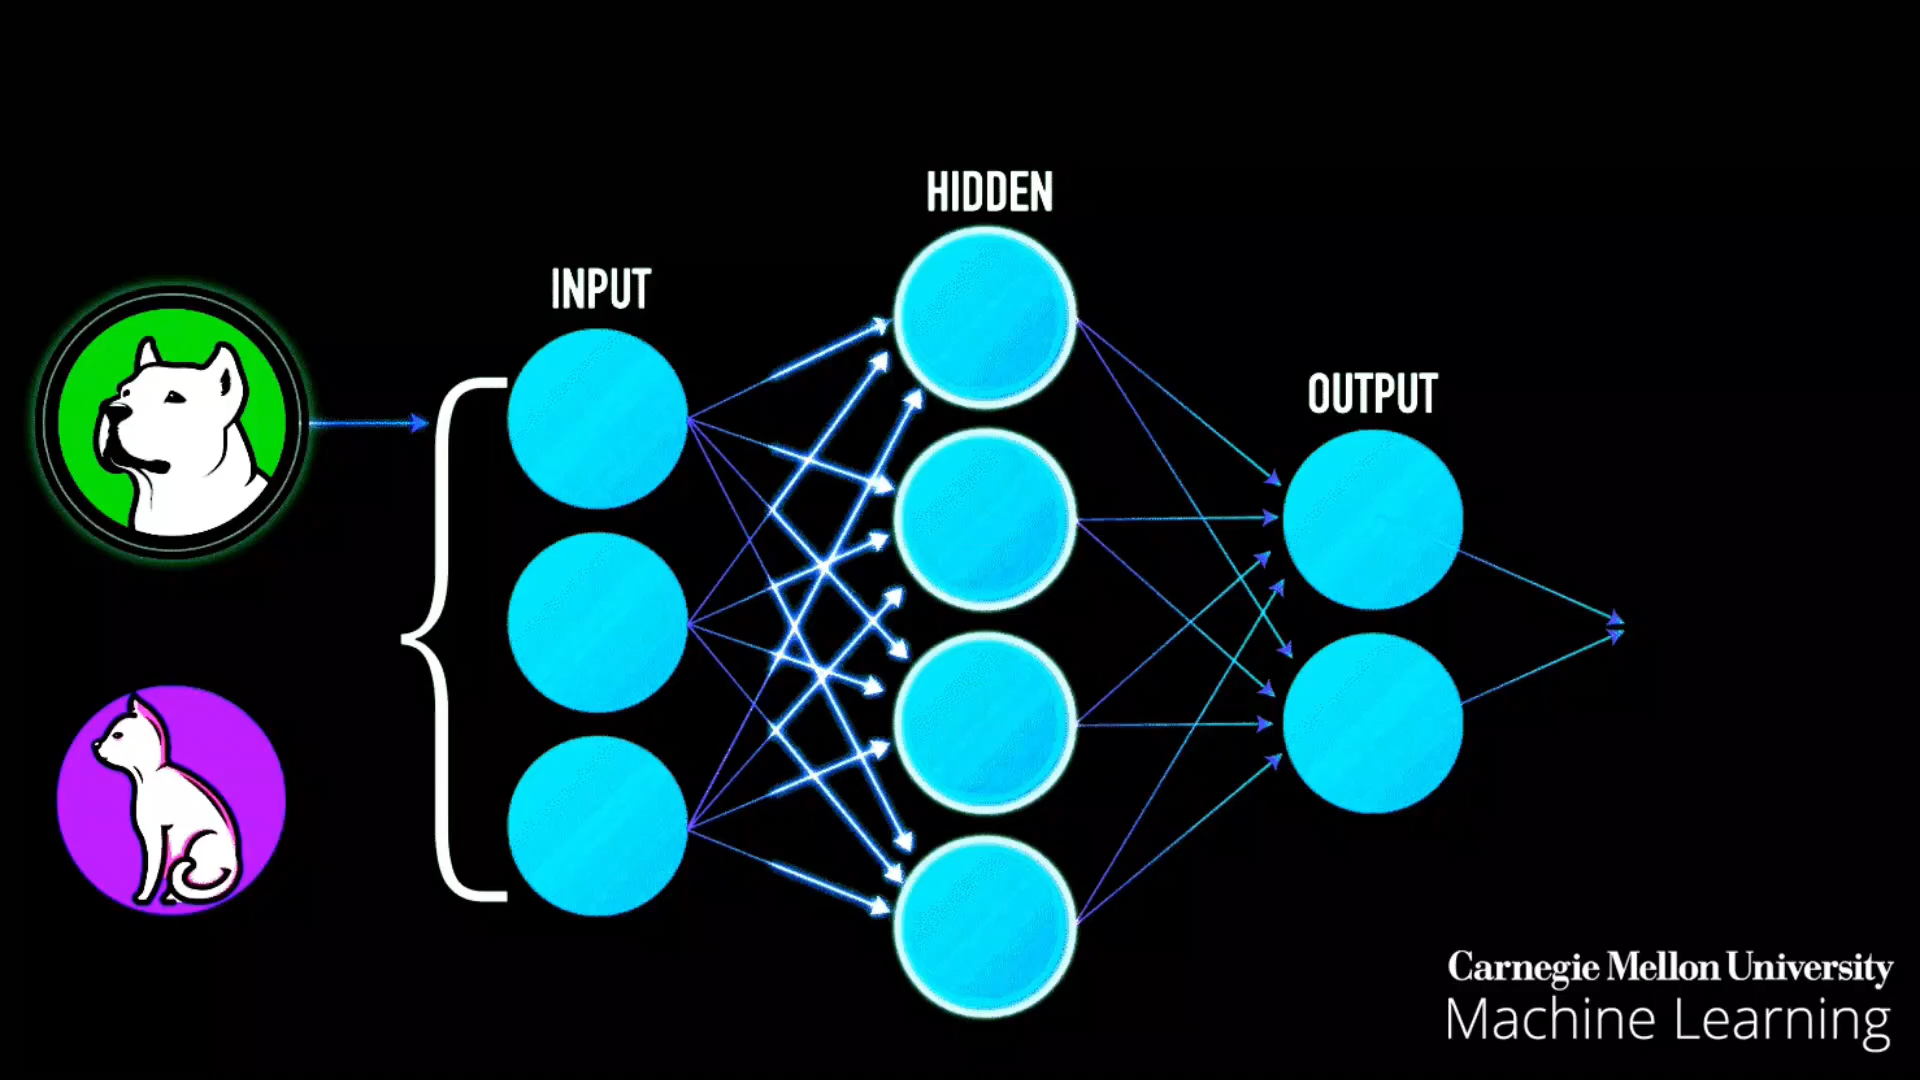 HIDDEN
INPUT
OUTPUT
Carnegie Mellon University
Machine Learning